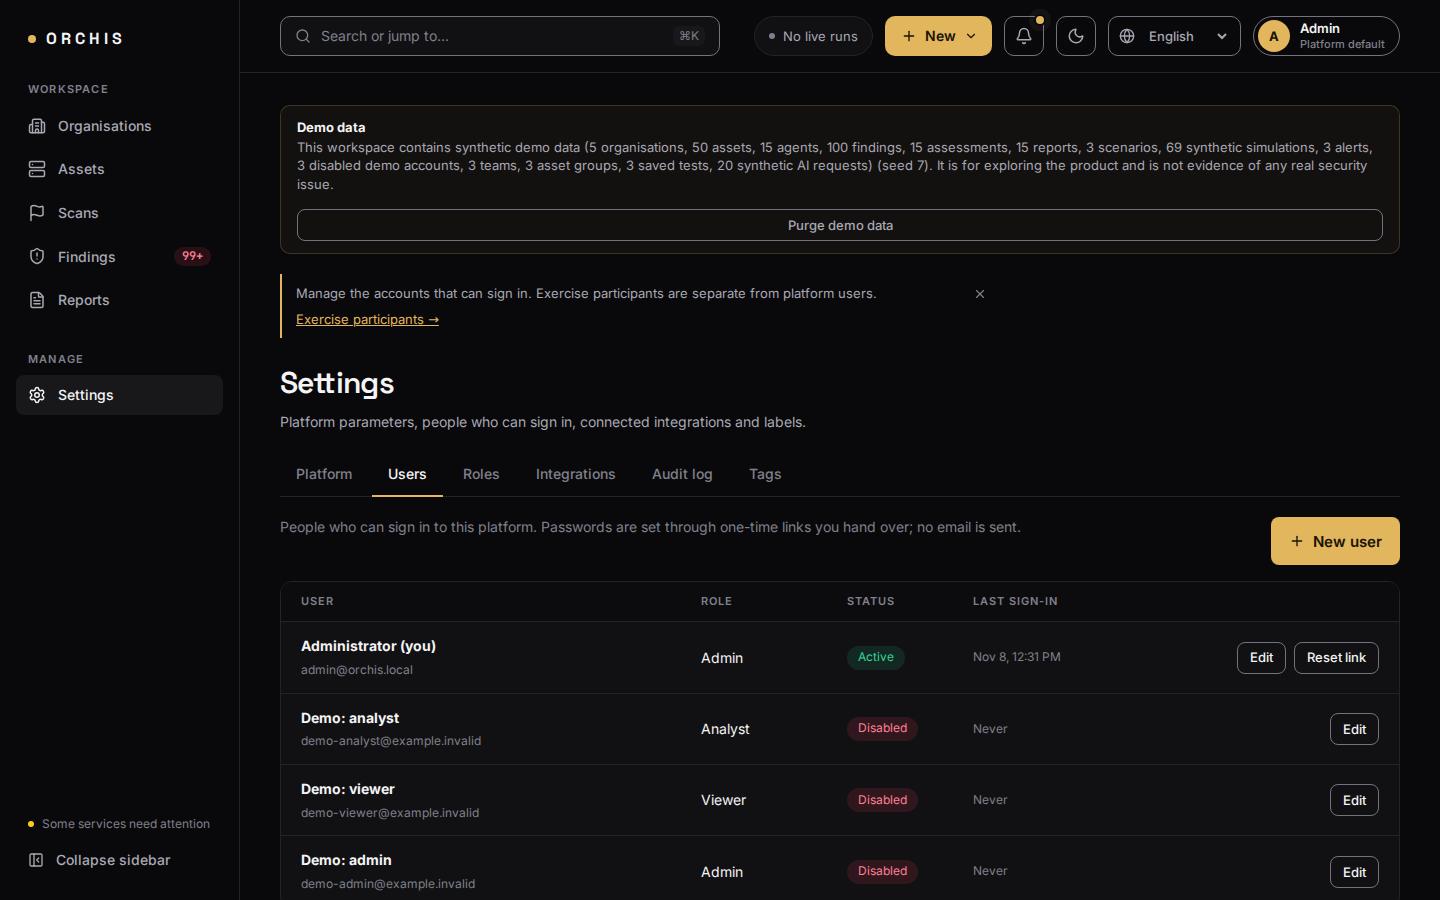 ORCHIS
Search or jump to...
⌘K
No live runs
New
English
A
Admin
Platform default
WORKSPACE
Organisations
Assets
Scans
Findings
99+
Reports
MANAGE
Settings
Some services need attention
Collapse sidebar
Demo data
This workspace contains synthetic demo data (5 organisations, 50 assets, 15 agents, 100 findings, 15 assessments, 15 reports, 3 scenarios, 69 synthetic simulations, 3 alerts,
3 disabled demo accounts, 3 teams, 3 asset groups, 3 saved tests, 20 synthetic AI requests) (seed 7). It is for exploring the product and is not evidence of any real security
issue.
Purge demo data
Manage the accounts that can sign in. Exercise participants are separate from platform users.
Exercise participants →
Settings
Platform parameters, people who can sign in, connected integrations and labels.
Platform
Users
Roles
Integrations
Audit log
Tags
People who can sign in to this platform. Passwords are set through one-time links you hand over; no email is sent.
New user
USER
ROLE
STATUS
LAST SIGN-IN
Administrator (you)
admin@orchis.local
Admin
Active
Nov 8, 12:31 PM
Edit
Reset link
Demo: analyst
demo-analyst@example.invalid
Analyst
Disabled
Never
Edit
Demo: viewer
demo-viewer@example.invalid
Viewer
Disabled
Never
Edit
Demo: admin
demo-admin@example.invalid
Admin
Disabled
Never
Edit